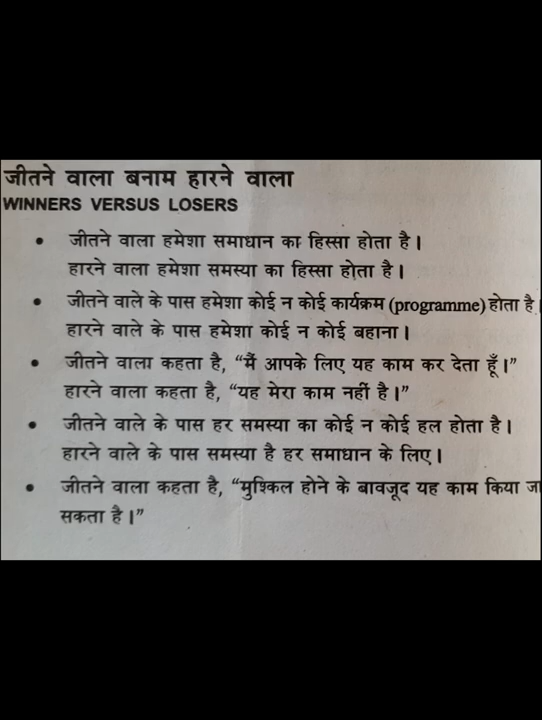 जीतने वाला बनाम हारने वाला
WINNERS VERSUS LOSERS
• जीतने वाला हमेशा समाधान का हिस्सा होता है।
हारने वाला हमेशा समस्या का हिस्सा होता है।
• जीतने वाले के पास हमेशा कोई न कोई कार्यक्रम (programme) होता है।
हारने वाले के पास हमेशा कोई न कोई बहाना।
• जीतने वाला कहता है, “मैं आपके लिए यह काम कर देता हूँ।”
हारने वाला कहता है, “यह मेरा काम नहीं है।”
• जीतने वाले के पास हर समस्या का कोई न कोई हल होता है।
हारने वाले के पास समस्या है हर समाधान के लिए।
• जीतने वाला कहता है, “मुश्किल होने के बावजूद यह काम किया जा
सकता है।”